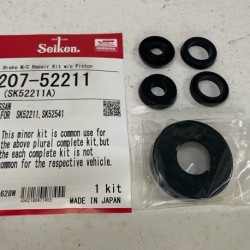 Seiken®
Brake M/C Repair Kit w/o Piston
207-52211
(SK52211A)
SSAN
FOR SK52211, SK52541
This minor kit is common use for
the above plural complete kit, but
the each complete kit is not
common for the respective vehicle.
628W
1 kit
MADE IN JAPAN